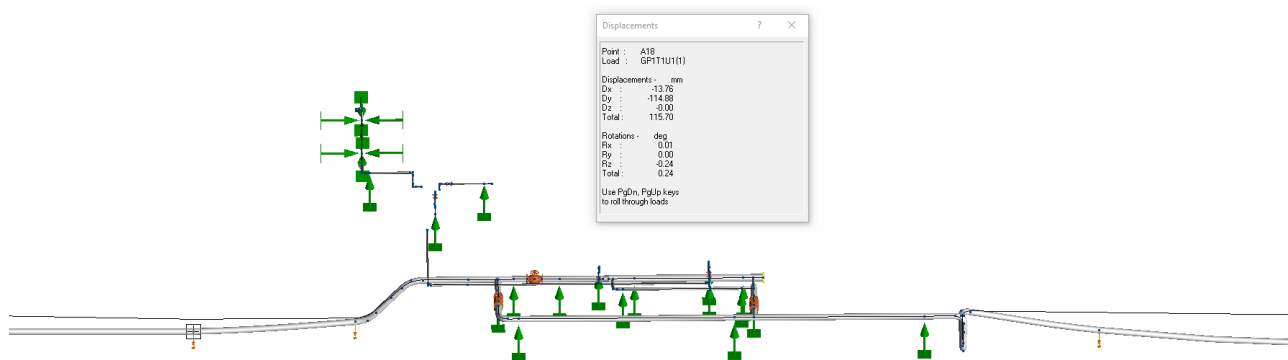 Displacements ? ×
Point : A18
Load : GP1T1U1(1)
Displacements - mm
Dx : -13.76
Dy : -114.88
Dz : -0.00
Total : 115.70
Rotations - deg
Rx : 0.01
Ry : 0.00
Rz : -0.24
Total : 0.24
Use PgDn, PgUp keys
to roll through loads